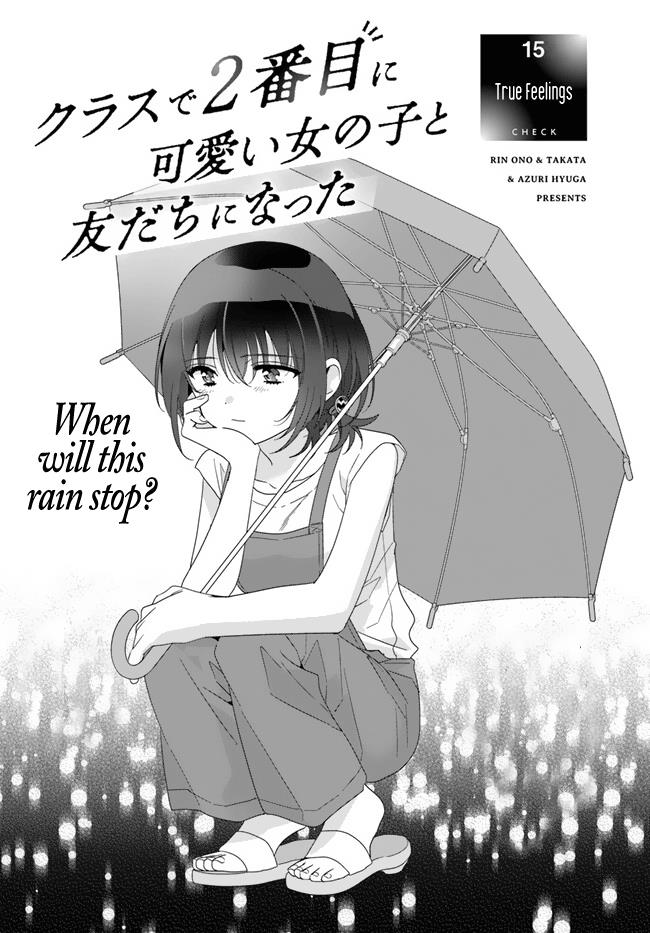 クラスで2番目に
可愛い女の子と
友だちになった
15
True Feelings
CHECK
RIN ONO & TAKATA
& AZURI HYUGA
PRESENTS
When
will this
rain stop?